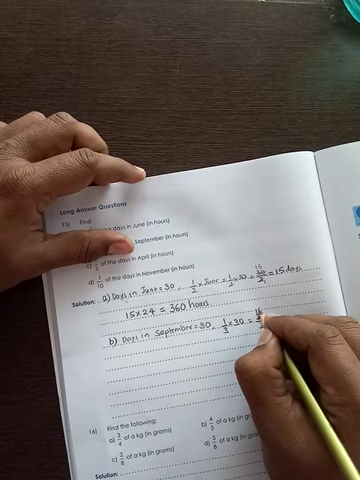 Long Answer Questions
15) Find:
the days in June (in hours)
September (in hours)
of the days in April (in hours)
d) 1/10 of the days in November (in hours)
Solution: a) Days in June = 30, 1/2 × June = 1/2 × 30 = 30/2 = 15 days
15 × 24 = 360 hours
b) Days in September = 30, 1/3 × 30 =
16) Find the following:
a) 3/4 of a kg (in grams)
b) 4/5 of a kg (in grams)
c) 2/8 of a kg (in grams)
d) 5/8 of a kg (in grams)
Solution: